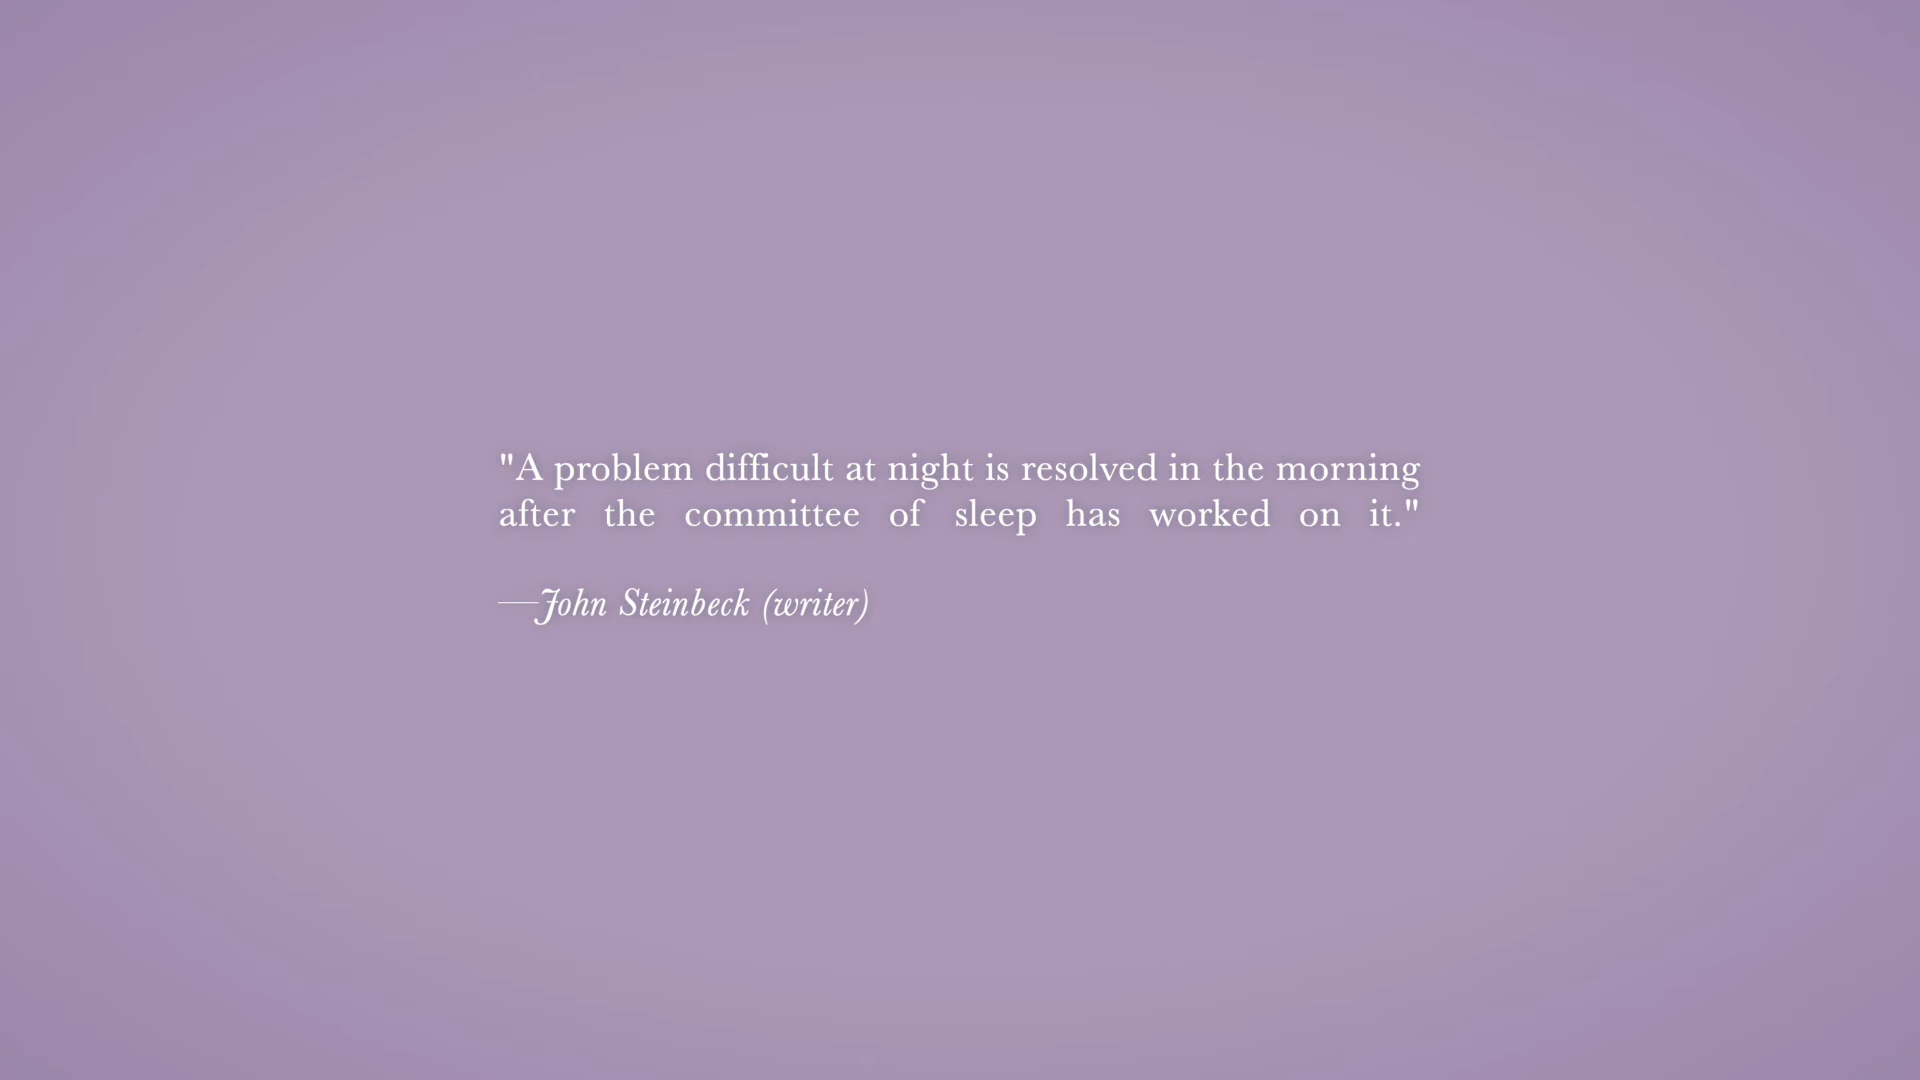 "A problem difficult at night is resolved in the morning
after the committee of sleep has worked on it."
—John Steinbeck (writer)